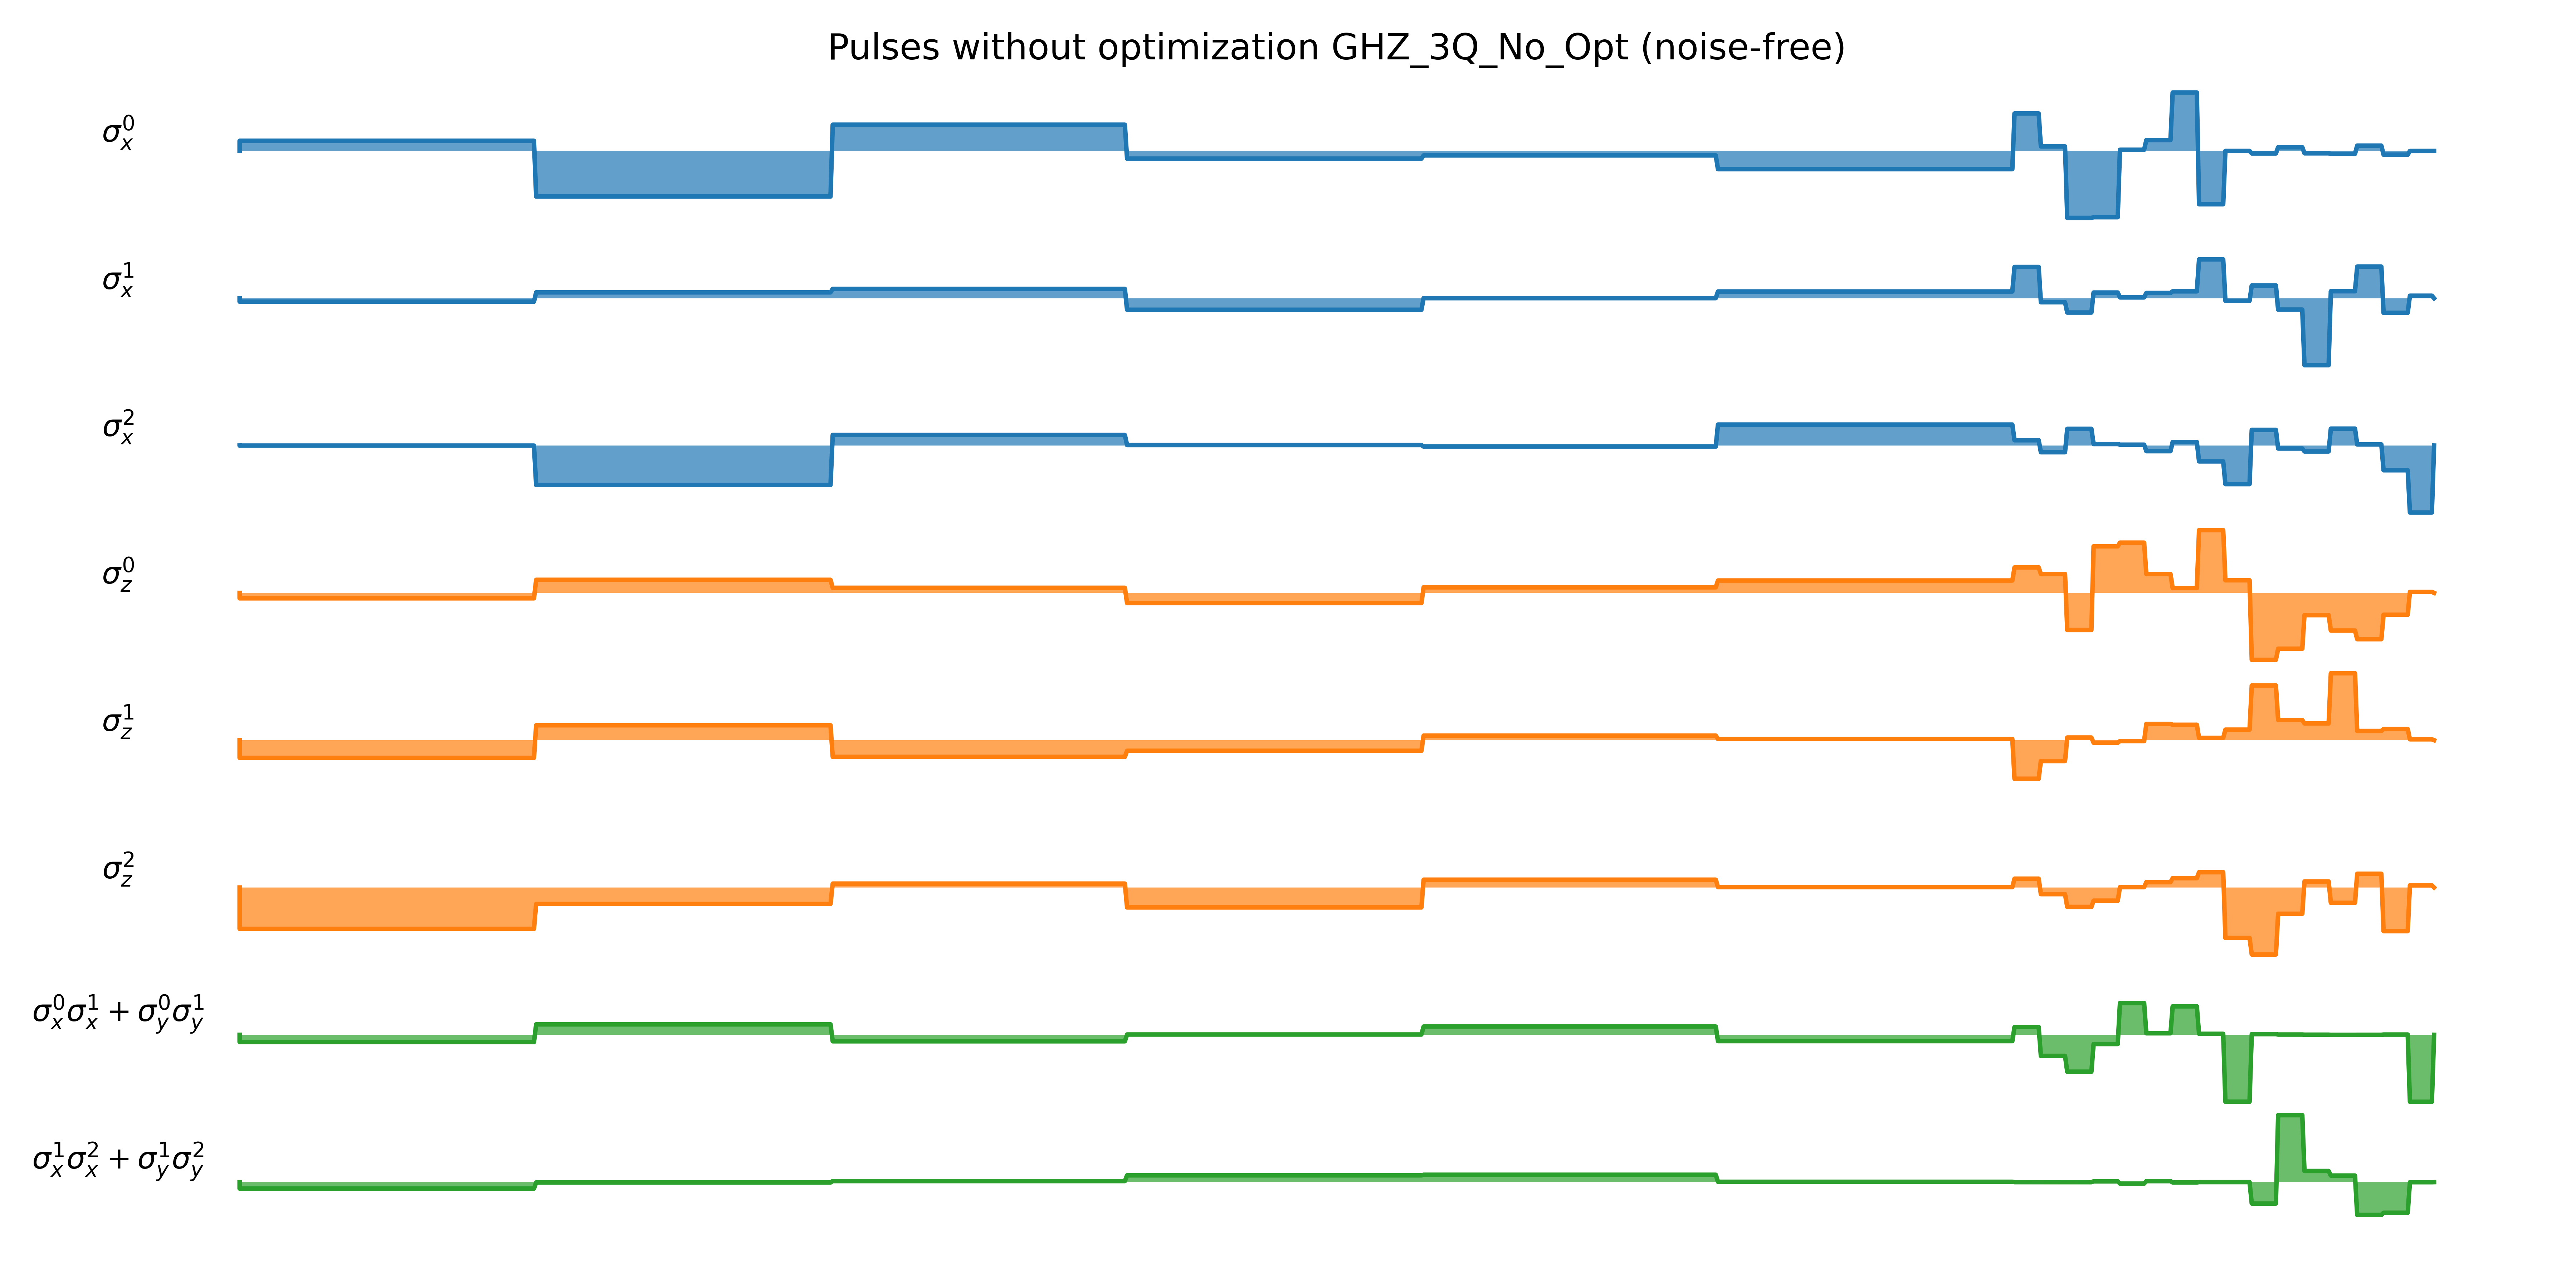 Pulses without optimization GHZ_3Q_No_Opt (noise-free)
σ_x^0
σ_x^1
σ_x^2
σ_z^0
σ_z^1
σ_z^2
σ_x^0σ_x^1 + σ_y^0σ_y^1
σ_x^1σ_x^2 + σ_y^1σ_y^2